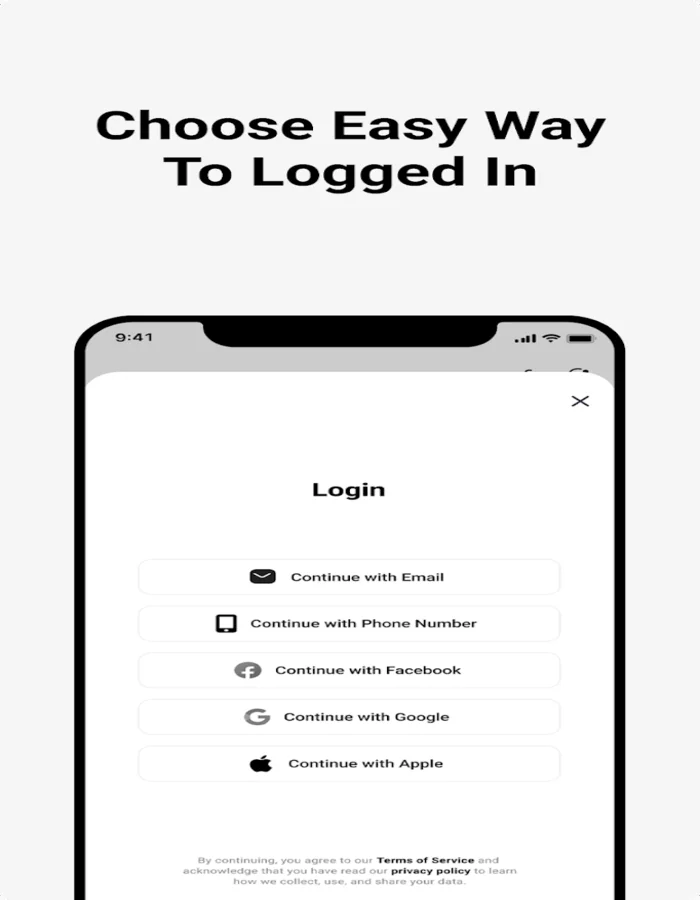 Choose Easy Way
To Logged In
9:41
Login
Continue with Email
Continue with Phone Number
Continue with Facebook
Continue with Google
Continue with Apple
By continuing, you agree to our Terms of Service and
acknowledge that you have read our privacy policy to learn
how we collect, use, and share your data.